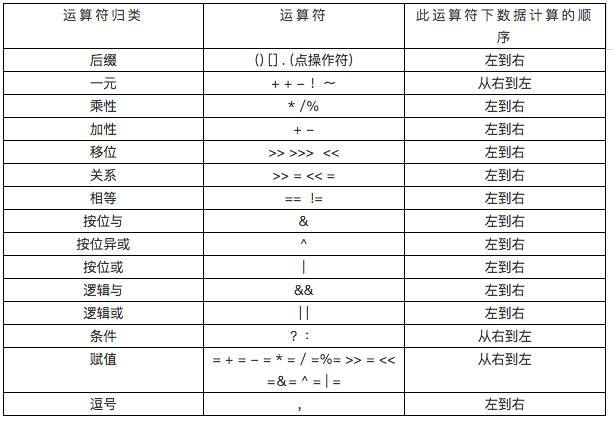 运算符归类 运算符 此运算符下数据计算的顺
序
后缀 () [] . (点操作符) 左到右
一元 + + − ! ～ 从右到左
乘性 * /% 左到右
加性 + − 左到右
移位 >> >>> << 左到右
关系 >> = << = 左到右
相等 == != 左到右
按位与 & 左到右
按位异或 ^ 左到右
按位或 | 左到右
逻辑与 && 左到右
逻辑或 || 左到右
条件 ? : 从右到左
赋值 = + = − = * = / =%= >> = << 从右到左
=&= ^ = | =
逗号 , 左到右